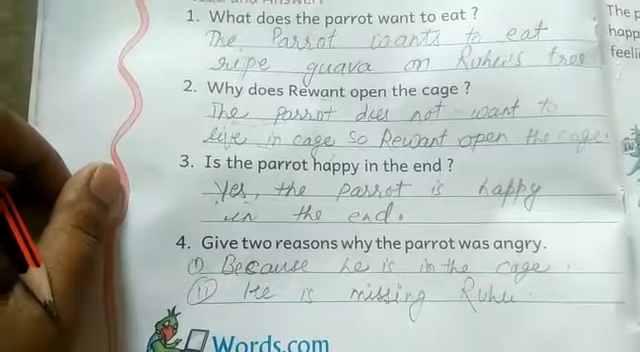 1. What does the parrot want to eat ?
The Parrot wants to eat
ripe guava on Ruhu's tree
2. Why does Rewant open the cage ?
The parrot does not want to
live in cage so Rewant open the cage.
3. Is the parrot happy in the end ?
Yes, the parrot is happy
in the end.
4. Give two reasons why the parrot was angry.
(i) Because he is in the cage.
(ii) He is missing Ruhu.
Words.com
The p
happ
feeli